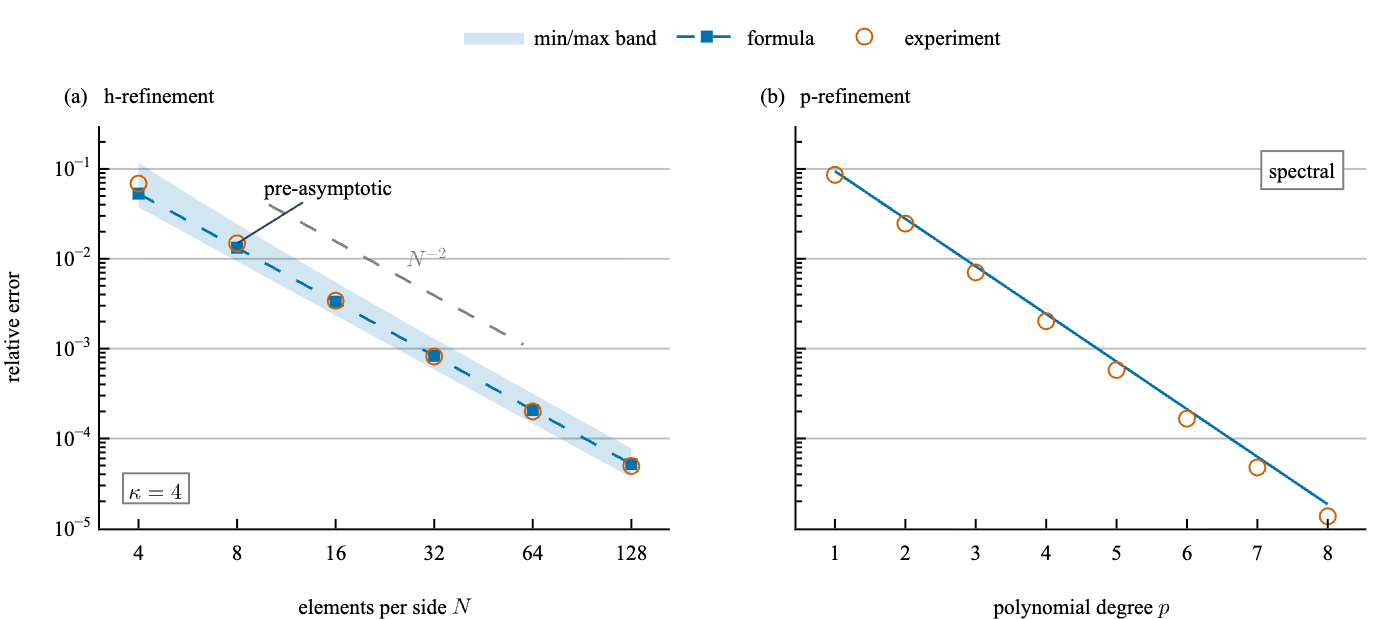 min/max band formula experiment
(a) h-refinement
(b) p-refinement
relative error
10⁻¹
10⁻²
10⁻³
10⁻⁴
10⁻⁵
pre-asymptotic
N⁻²
κ = 4
4 8 16 32 64 128
elements per side N
spectral
1 2 3 4 5 6 7 8
polynomial degree p